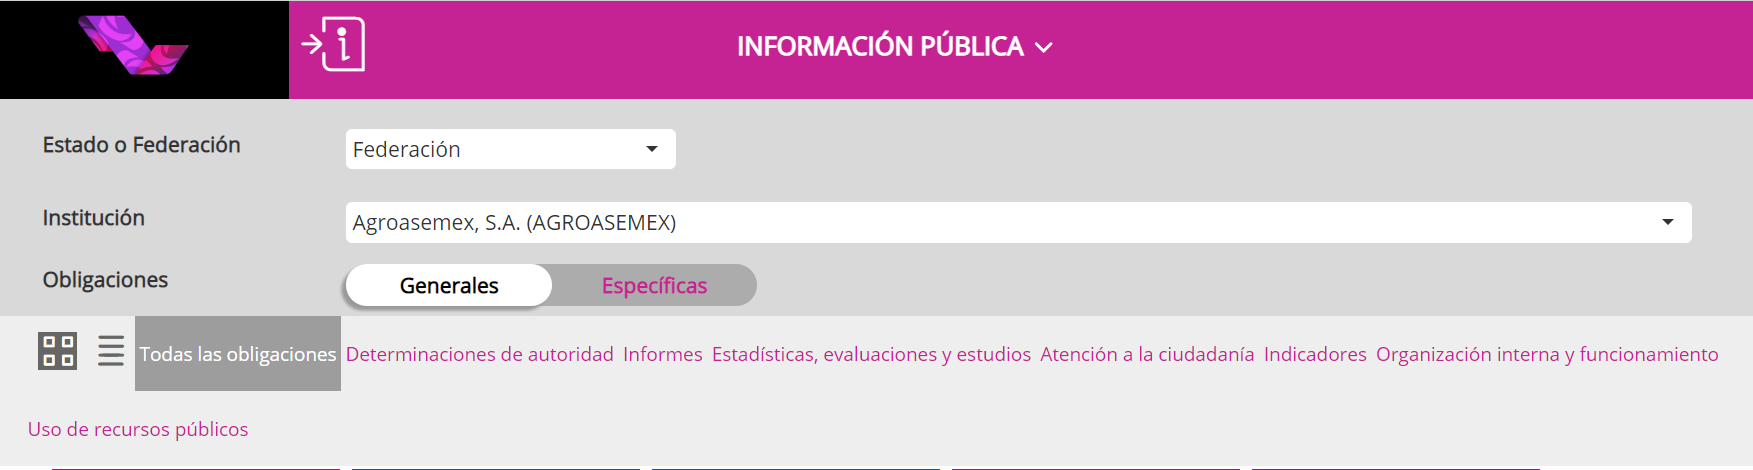 INFORMACIÓN PÚBLICA
Estado o Federación
Federación
Institución
Agroasemex, S.A. (AGROASEMEX)
Obligaciones
Generales
Específicas
Todas las obligaciones Determinaciones de autoridad Informes Estadísticas, evaluaciones y estudios Atención a la ciudadanía Indicadores Organización interna y funcionamiento
Uso de recursos públicos